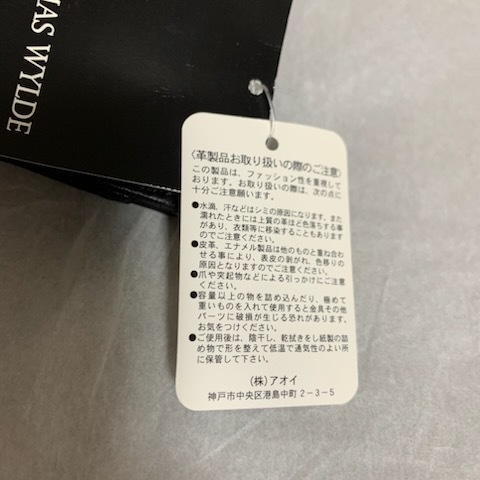 MAS WYLDE
〈革製品お取り扱いの際のご注意〉
この製品は、ファッション性を重視して
おります。お取り扱いの際は、次の点に
十分ご注意願います。
●水滴、汗などはシミの原因になります。また
濡れたときには上質の革ほど色落ちする事
があり、衣類等に移染することもあります
のでご注意ください。
●皮革、エナメル製品は他のものと重ね合わ
せる事により、表皮の剥がれ、色移りの
原因となりますのでご注意ください。
●爪や突起物などによる引っかけにご注意
ください。
●容量以上の物を詰め込んだり、極めて
重いものを入れて使用すると金具その他
パーツに破損が生じる恐れがあります。
お気をつけください。
●ご使用後は、陰干し、乾拭きをし紙製の詰
め物で形を整えて低温で通気性のよい所
に保管して下さい。
(株)アオイ
神戸市中央区港島中町2-3-5